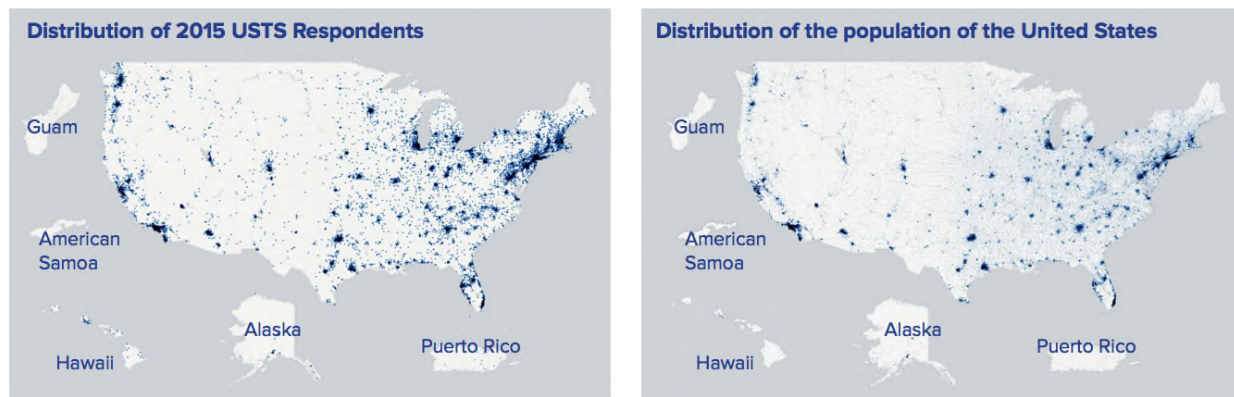 Distribution of 2015 USTS Respondents
Guam
American
Samoa
Hawaii
Alaska
Puerto Rico
Distribution of the population of the United States
Guam
American
Samoa
Hawaii
Alaska
Puerto Rico